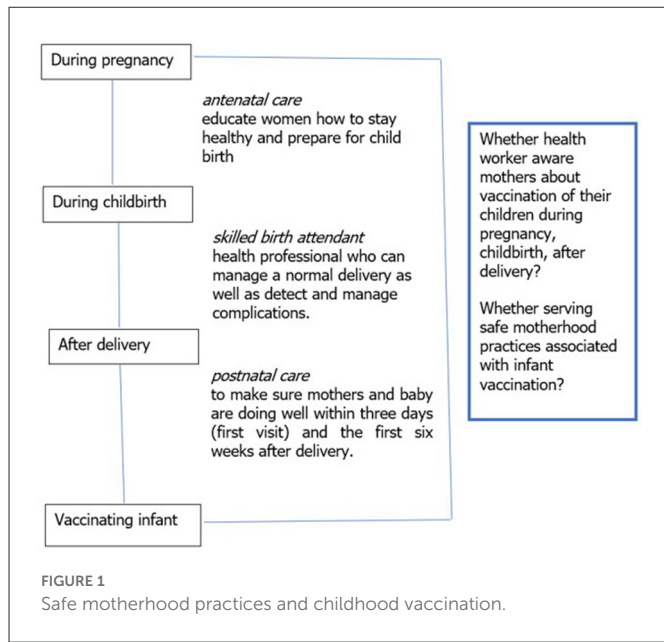 During pregnancy
antenatal care
educate women how to stay
healthy and prepare for child
birth
During childbirth
skilled birth attendant
health professional who can
manage a normal delivery as
well as detect and manage
complications.
After delivery
postnatal care
to make sure mothers and baby
are doing well within three days
(first visit) and the first six
weeks after delivery.
Vaccinating infant
Whether health
worker aware
mothers about
vaccination of their
children during
pregnancy,
childbirth, after
delivery?
Whether serving
safe motherhood
practices associated
with infant
vaccination?
FIGURE 1
Safe motherhood practices and childhood vaccination.